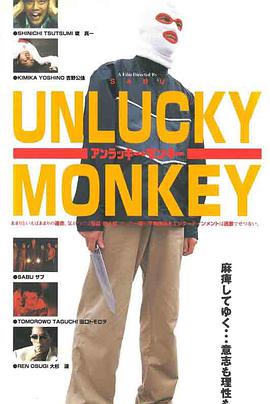 ●SHINICHI TSUTSUMI 堤 真一
●KIMIKA YOSHINO 吉野公佳
A Film Directed By
SABU
UNLUCKY
アンラッキー・モンキー
MONKEY
●SABU サブ
●TOMOROWO TAGUCHI 田口トモロヲ
●REN OSUGI 大杉 漣
麻痺してゆく…意志も理性も